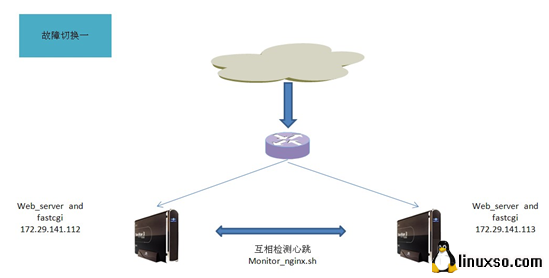 故障切换一
Web_server and
fastcgi
172.29.141.112
互相检测心跳
Monitor_nginx.sh
Web_server and
fastcgi
172.29.141.113
linuxso.com